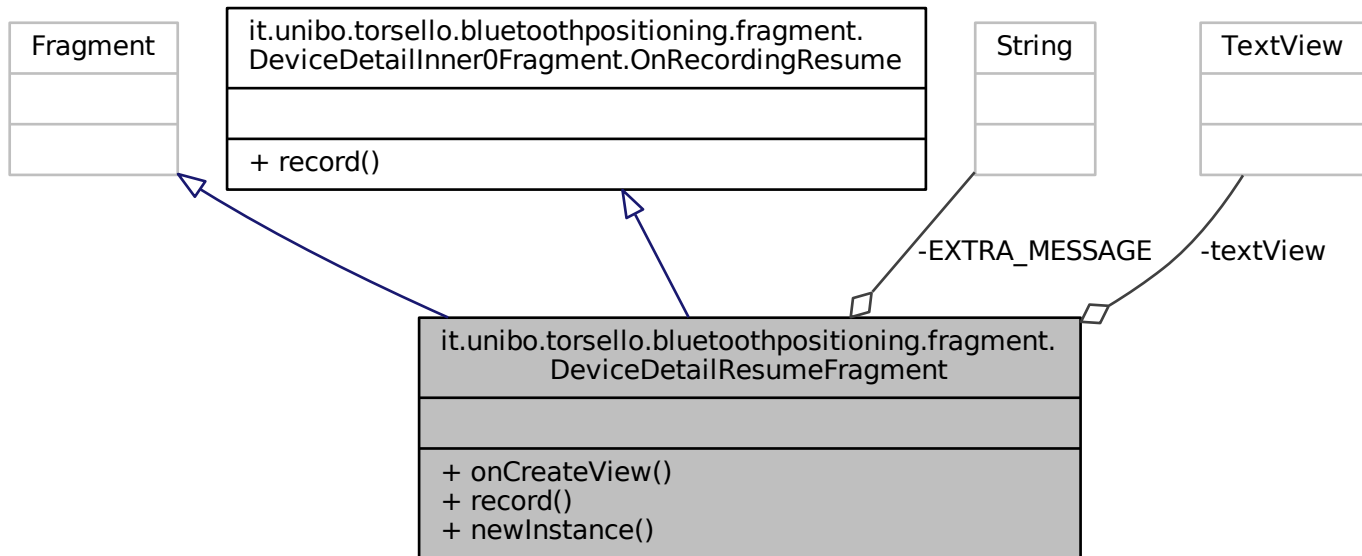 Fragment
it.unibo.torsello.bluetoothpositioning.fragment.
DeviceDetailInner0Fragment.OnRecordingResume
+ record()
String
TextView
-EXTRA_MESSAGE
-textView
it.unibo.torsello.bluetoothpositioning.fragment.
DeviceDetailResumeFragment
+ onCreateView()
+ record()
+ newInstance()